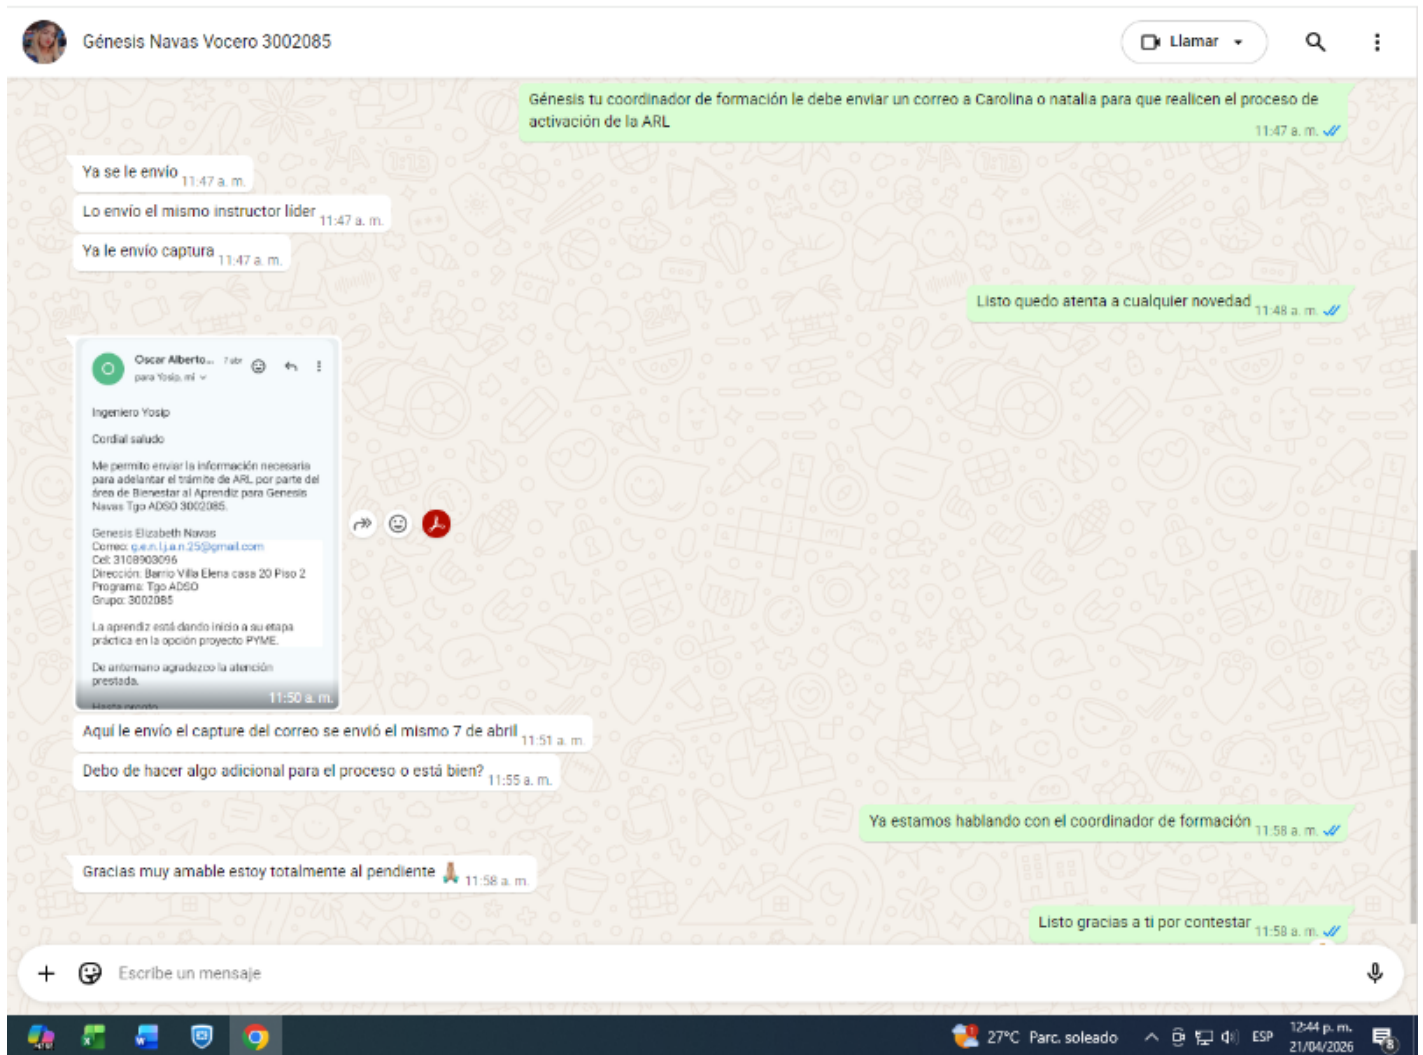 Génesis Navas Vocero 3002085
Llamar
Génesis tu coordinador de formación le debe enviar un correo a Carolina o natalia para que realicen el proceso de
activación de la ARL
11:47 a. m.
Ya se le envío 11:47 a. m.
Lo envío el mismo instructor líder 11:47 a. m.
Ya le envío captura 11:47 a. m.
Listo quedo atenta a cualquier novedad 11:48 a. m.
Oscar Alberto... 7 abr
para Yosip, mí
Ingeniero Yosip
Cordial saludo
Me permito enviar la información necesaria
para adelantar el trámite de ARL por parte del
área de Bienestar al Aprendiz para Genesis
Navas Tgo ADSO 3002085.
Genesis Elizabeth Navas
Correo: g.e.n.l.j.a.n.25@gmail.com
Cel: 3108903096
Dirección: Barrio Villa Elena casa 20 Piso 2
Programa: Tgo ADSO
Grupo: 3002085
La aprendiz está dando inicio a su etapa
práctica en la opción proyecto PYME.
De antemano agradezco la atención
prestada.
Hasta pronto
11:50 a. m.
Aquí le envío el capture del correo se envió el mismo 7 de abril 11:51 a. m.
Debo de hacer algo adicional para el proceso o está bien? 11:55 a. m.
Ya estamos hablando con el coordinador de formación 11:58 a. m.
Gracias muy amable estoy totalmente al pendiente 11:58 a. m.
Listo gracias a ti por contestar 11:58 a. m.
Escribe un mensaje
27°C Parc. soleado
ESP
12:44 p. m.
21/04/2026
8